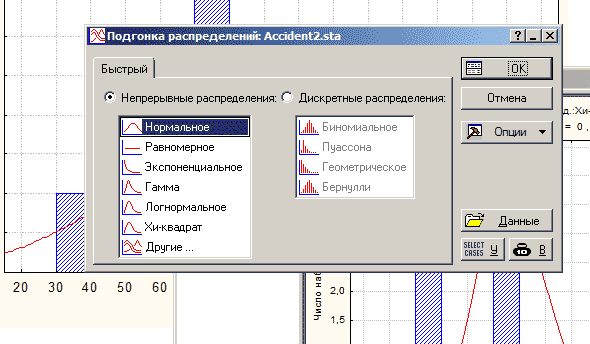 Подгонка распределений: Accident2.sta
Быстрый
OK
Непрерывные распределения:
Дискретные распределения:
Отмена
Нормальное
Равномерное
Экспоненциальное
Гамма
Логнормальное
Хи-квадрат
Другие ...
Биномиальное
Пуассона
Геометрическое
Бернулли
Опции
Данные
SELECT CASES
У
В
д.:Хи-
= 0,
20 30 40 50 60
Число наб
2,0
1,5